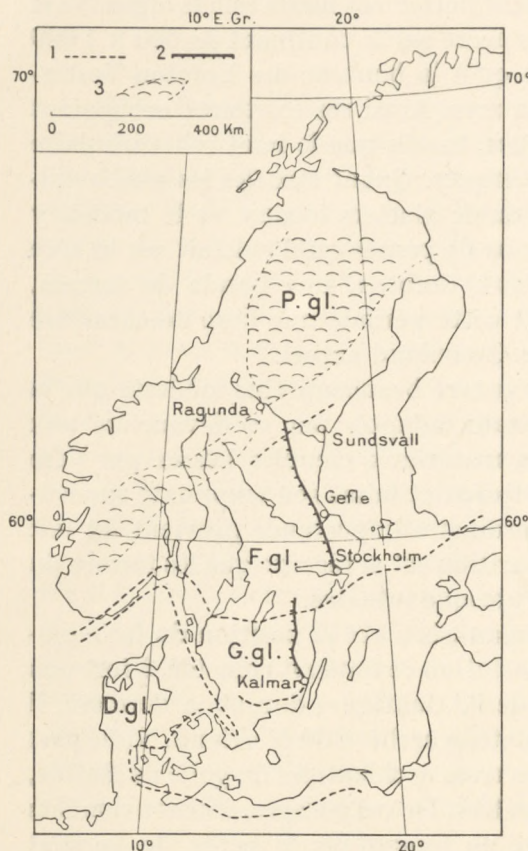 10° E.Gr. 20°
1 2
3
0 200 400 Km.
70° 70°
P.gl.
Ragunda
Sundsvall
Gefle
60° 60°
F.gl.
Stockholm
G.gl.
Kalmar
D.gl.
10° 20°